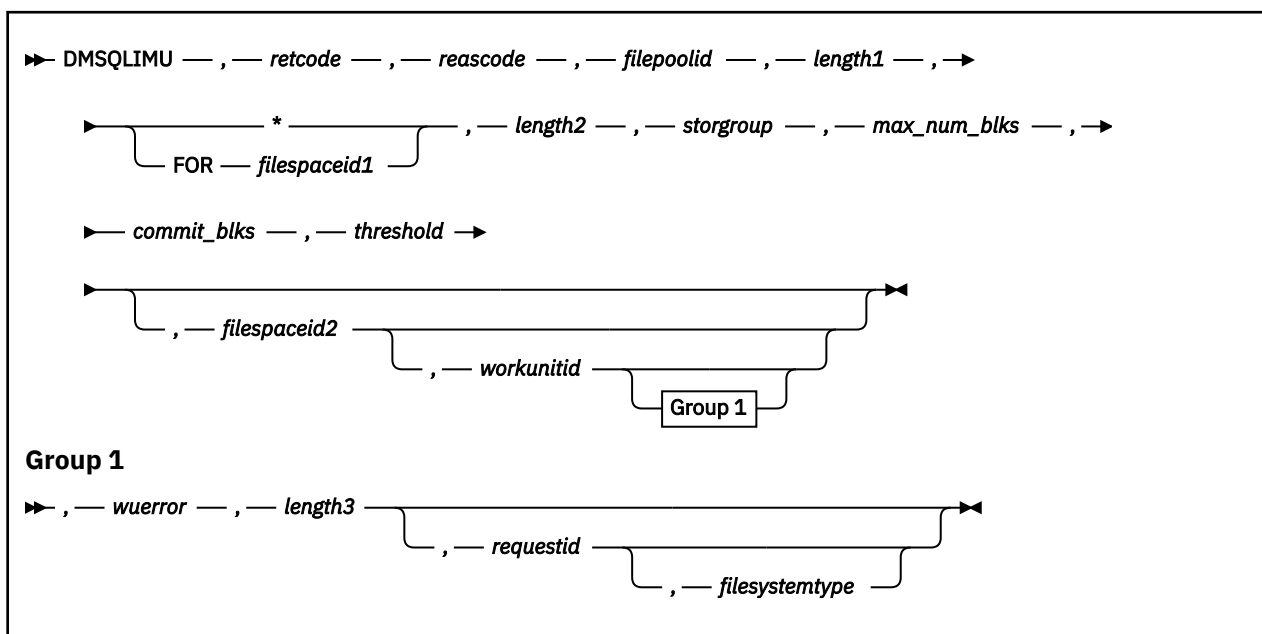 DMSQLIMU , retcode , reascode , filepoolid , length1 ,
* , length2 , storgroup , max_num_blks ,
FOR filespaceid1
commit_blks , threshold
, filespaceid2
, workunitid
Group 1
Group 1
, wuerror , length3
, requestid
, filesystemtype